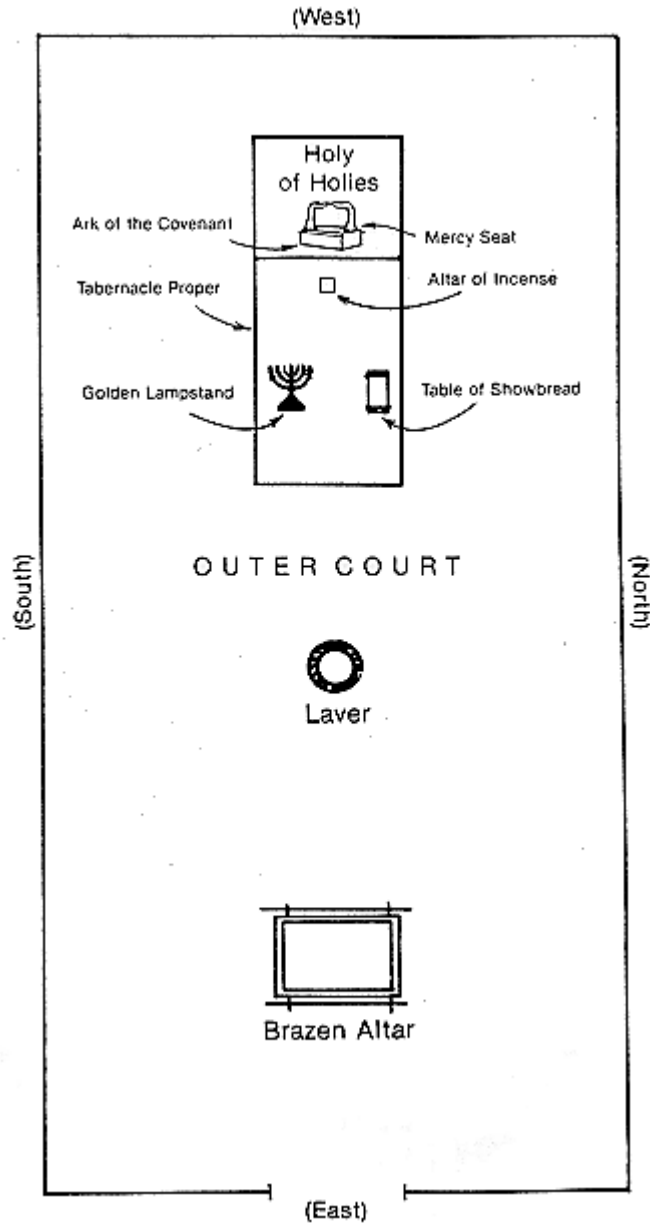 (West)
Holy
of Holies
Ark of the Covenant
Mercy Seat
Tabernacle Proper
Altar of Incense
Golden Lampstand
Table of Showbread
OUTER COURT
(South)
(North)
Laver
Brazen Altar
(East)